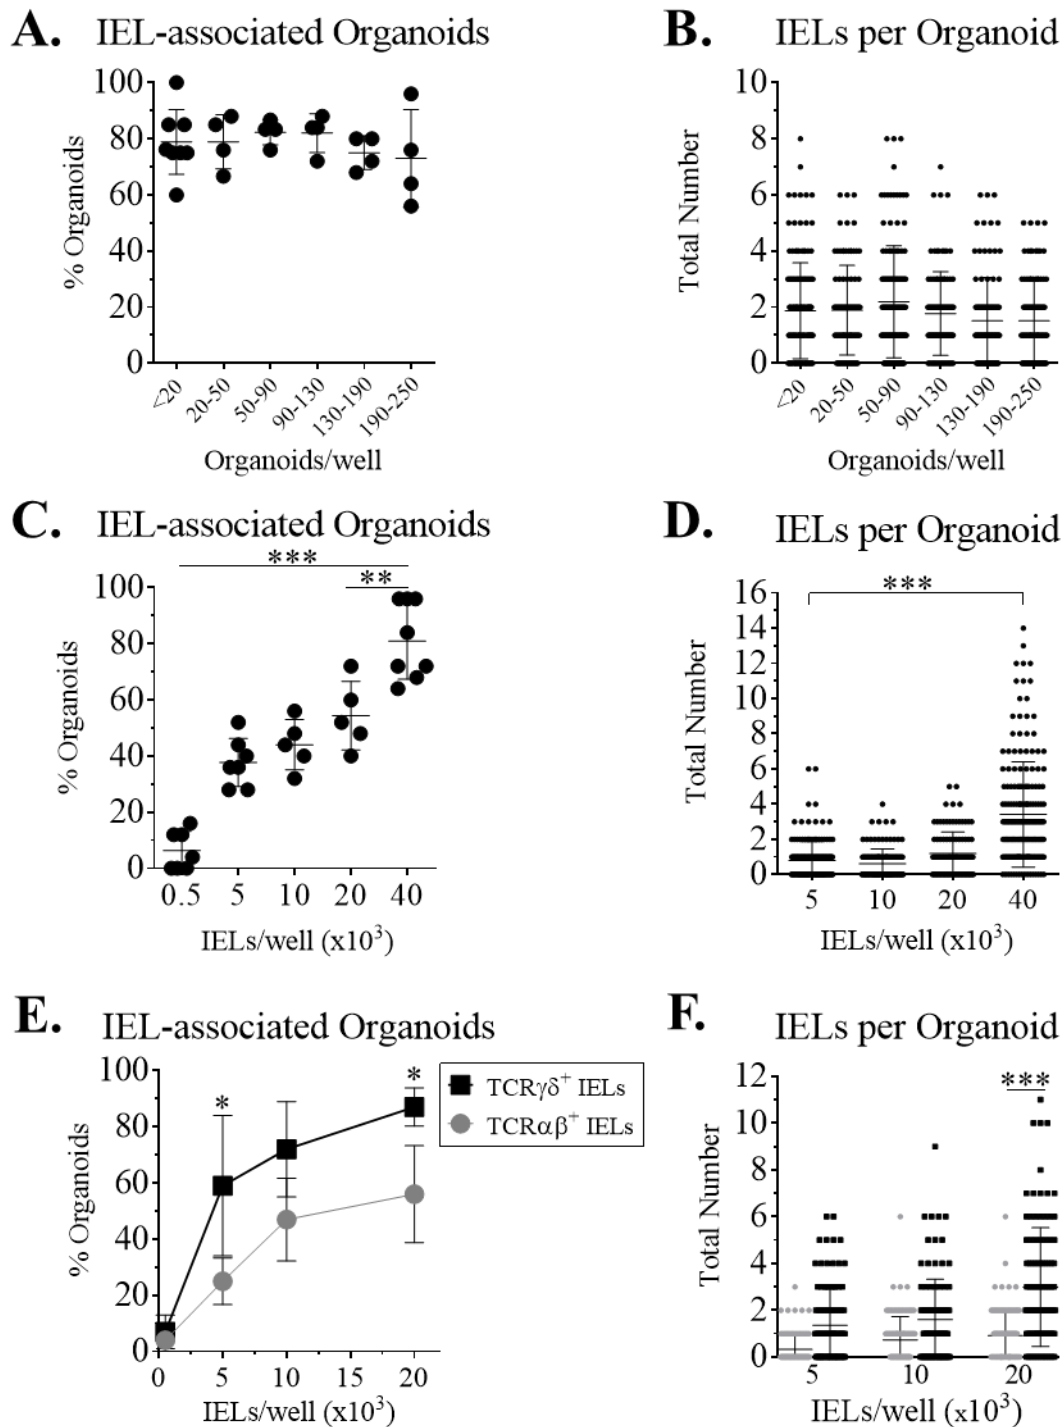 A. IEL-associated Organoids
% Organoids
100
80
60
40
20
0
<20 20-50 50-90 90-130 130-190 190-250
Organoids/well
B. IELs per Organoid
Total Number
10
8
6
4
2
0
<20 20-50 50-90 90-130 130-190 190-250
Organoids/well
C. IEL-associated Organoids
***
**
% Organoids
100
80
60
40
20
0
0.5 5 10 20 40
IELs/well (x10³)
D. IELs per Organoid
***
Total Number
16
14
12
10
8
6
4
2
0
5 10 20 40
IELs/well (x10³)
E. IEL-associated Organoids
% Organoids
100
80
60
40
20
0
* *
TCRγδ⁺ IELs
TCRαβ⁺ IELs
0 5 10 15 20
IELs/well (x10³)
F. IELs per Organoid
***
Total Number
12
10
8
6
4
2
0
5 10 20
IELs/well (x10³)